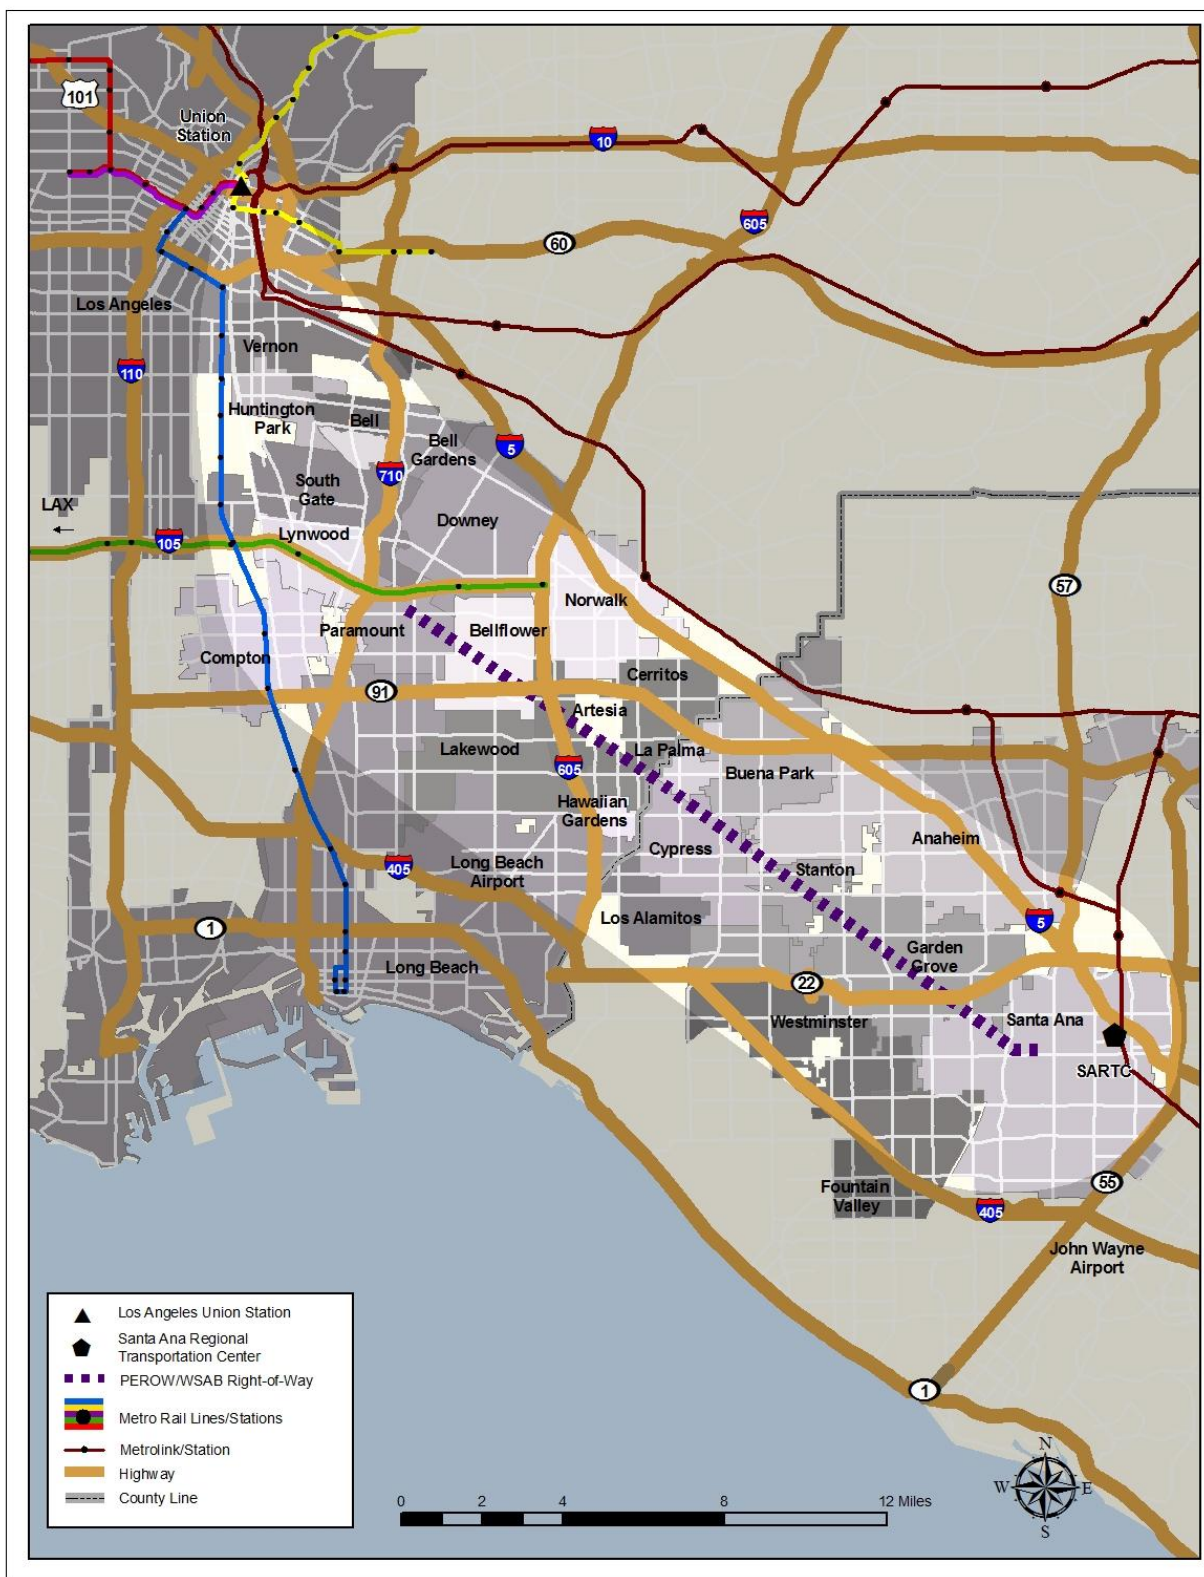 101
Union
Station
10
605
60
Los Angeles
Vernon
110
Huntington
Park
Bell
Bell
Gardens
5
710
South
Gate
LAX
Downey
Lynwood
105
57
Norwalk
Paramount
Bellflower
Compton
Cerritos
91
Artesia
Lakewood
La Palma
605
Buena Park
Hawaiian
Gardens
Anaheim
Cypress
405
Long Beach
Airport
Stanton
Los Alamitos
5
1
Garden
Grove
Long Beach
22
Westminster
Santa Ana
SARTC
Fountain
Valley
55
405
John Wayne
Airport
1
Los Angeles Union Station
Santa Ana Regional
Transportation Center
PEROW/WSAB Right-of-Way
Metro Rail Lines/Stations
Metrolink/Station
Highway
County Line
0 2 4 8 12 Miles
N
W E
S